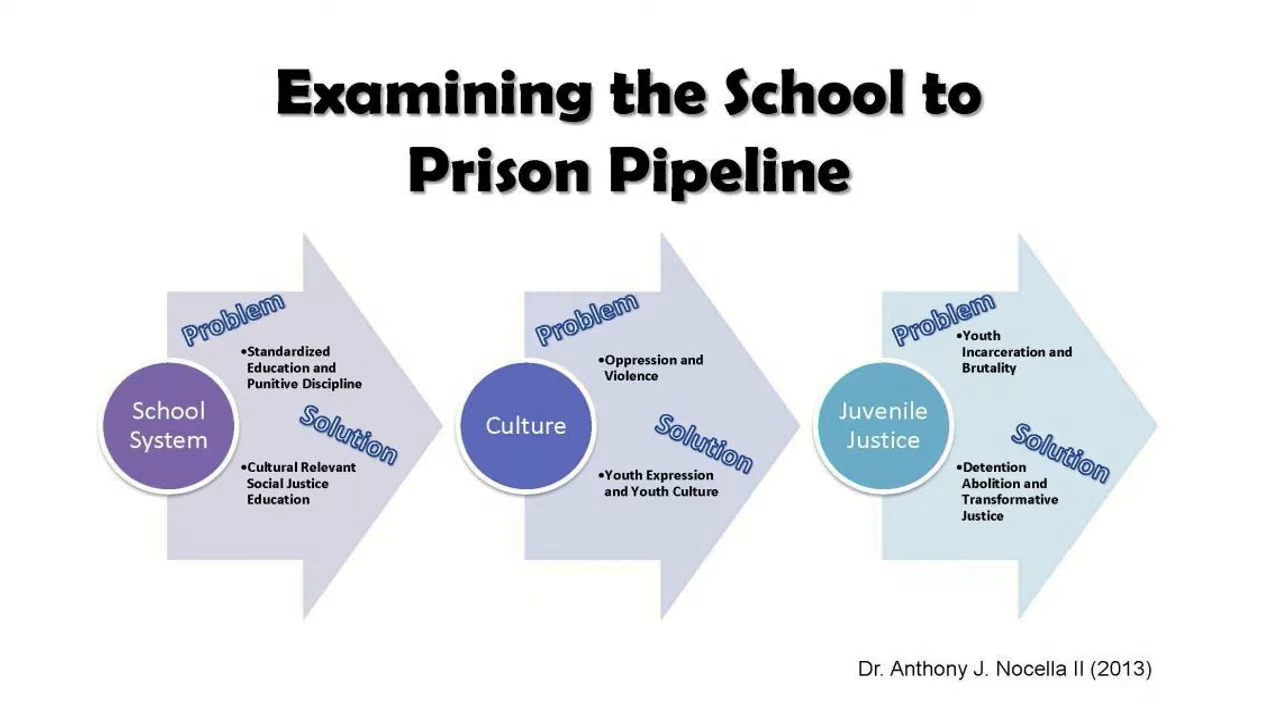 Examining the School to
Prison Pipeline
School
System
Problem
•Standardized
Education and
Punitive Discipline
Solution
•Cultural Relevant
Social Justice
Education
Culture
Problem
•Oppression and
Violence
Solution
•Youth Expression
and Youth Culture
Juvenile
Justice
Problem
•Youth
Incarceration and
Brutality
Solution
•Detention
Abolition and
Transformative
Justice
Dr. Anthony J. Nocella II (2013)